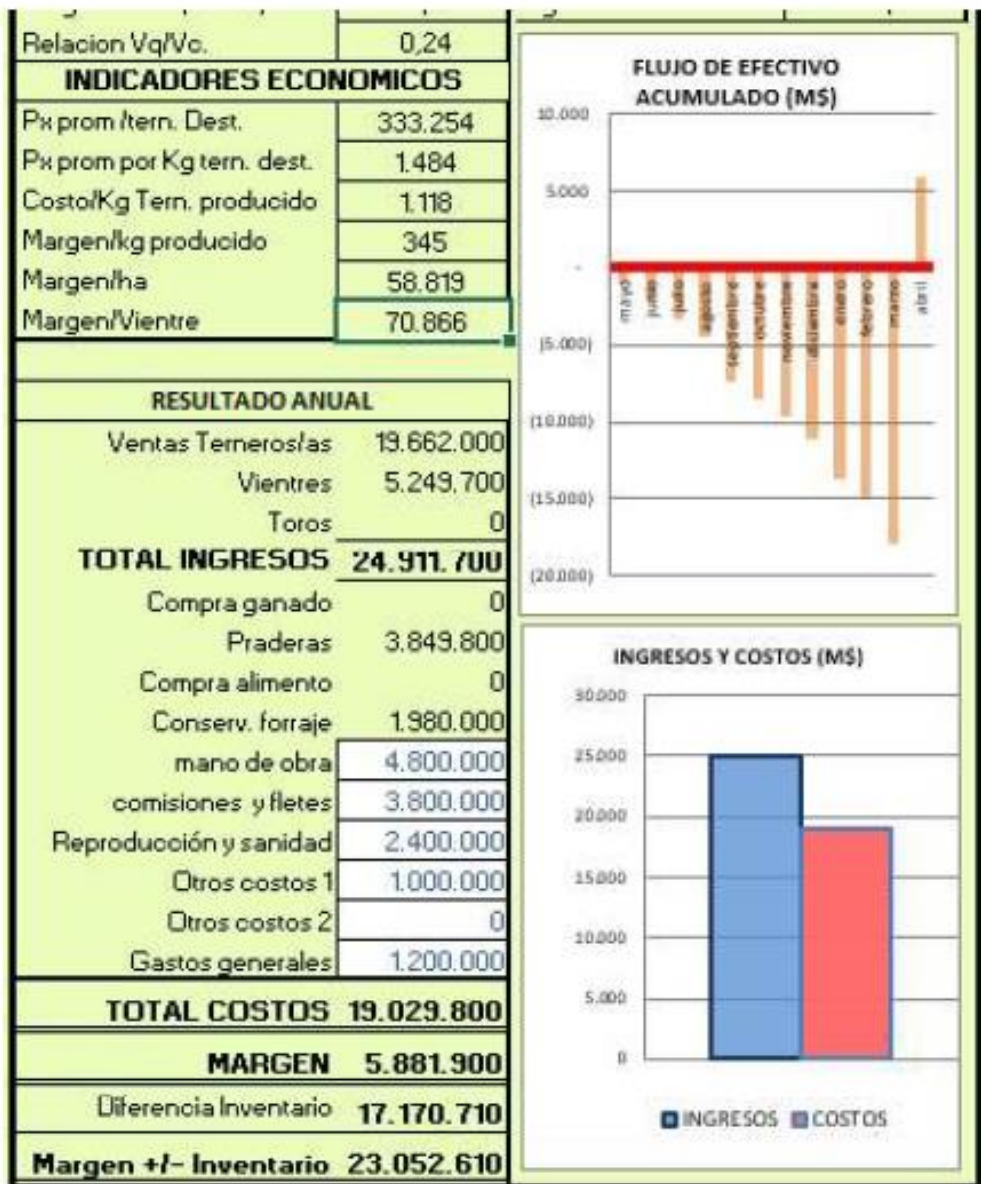 Relacion Vq/Vc. 0,24
INDICADORES ECONOMICOS
Px prom /tern. Dest. 333.254
Px prom por Kg tern. dest. 1.484
Costo/Kg Tern. producido 1.118
Margen/kg producido 345
Margen/ha 58.819
Margen/Vientre 70.866
RESULTADO ANUAL
Ventas Terneros/as 19.662.000
Vientres 5.249.700
Toros 0
TOTAL INGRESOS 24.911.700
Compra ganado 0
Praderas 3.849.800
Compra alimento 0
Conserv. forraje 1.980.000
mano de obra 4.800.000
comisiones y fletes 3.800.000
Reproducción y sanidad 2.400.000
Otros costos 1 1.000.000
Otros costos 2 0
Gastos generales 1.200.000
TOTAL COSTOS 19.029.800
MARGEN 5.881.900
Diferencia Inventario 17.170.710
Margen +/- Inventario 23.052.610
FLUJO DE EFECTIVO
ACUMULADO (M$)
10.000
5.000
-
(5.000)
(10.000)
(15.000)
(20.000)
mayo
junio
julio
agosto
septiembre
octubre
noviembre
diciembre
enero
febrero
marzo
abril
INGRESOS Y COSTOS (M$)
30.000
25.000
20.000
15.000
10.000
5.000
0
INGRESOS COSTOS